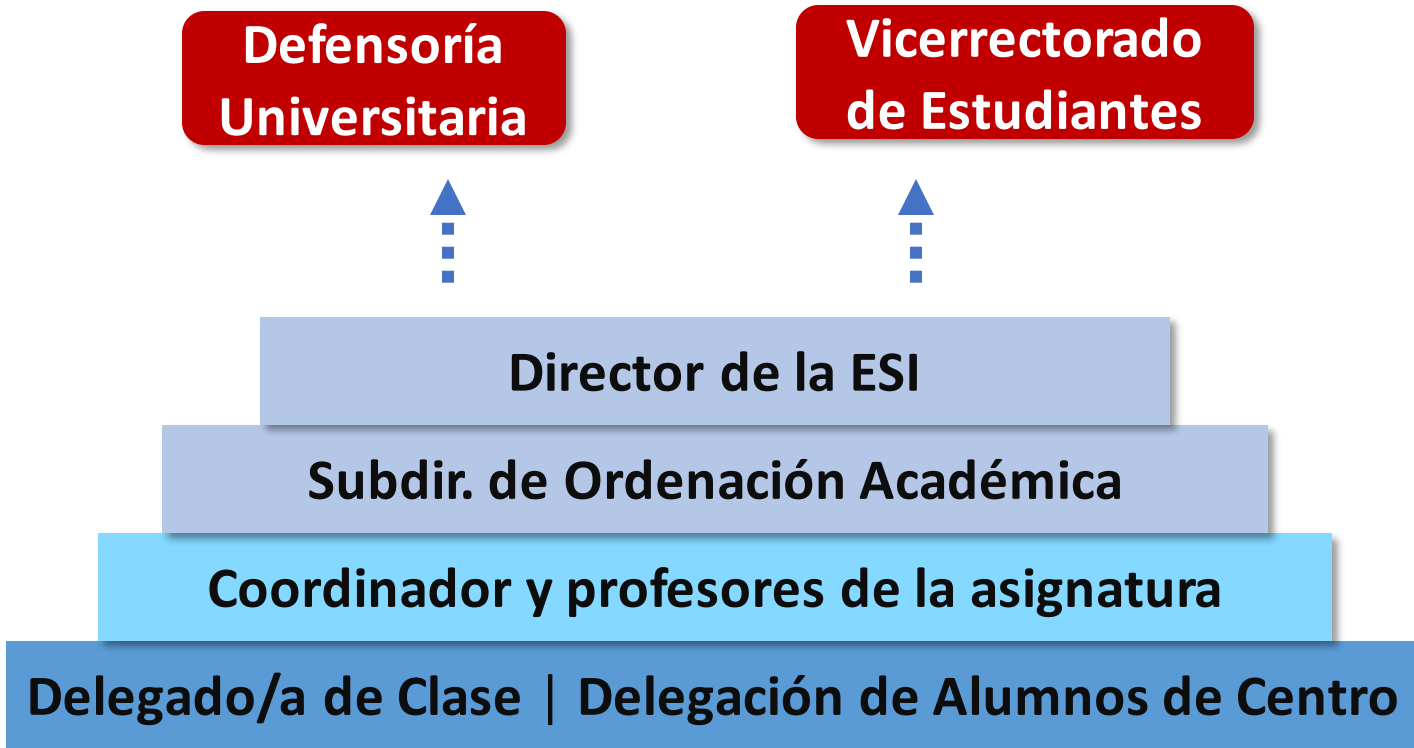 Defensoría
Universitaria
Vicerrectorado
de Estudiantes
Director de la ESI
Subdir. de Ordenación Académica
Coordinador y profesores de la asignatura
Delegado/a de Clase | Delegación de Alumnos de Centro